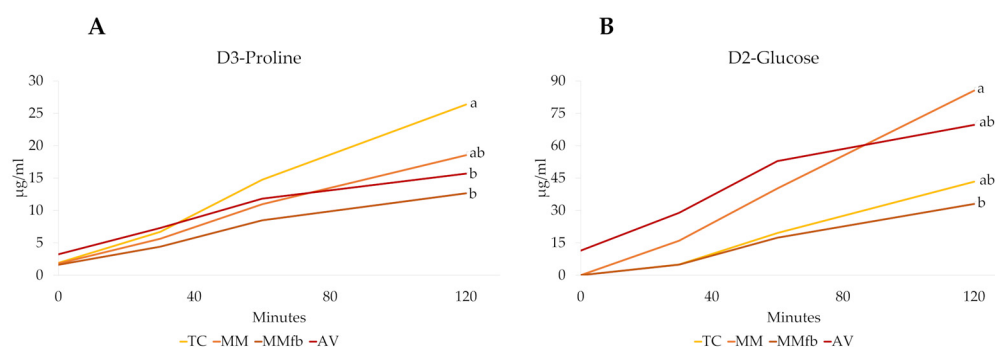 A
D3-Proline
30
25
20
15
10
5
0
µg/ml
a
ab
b
b
0 40 80 120
Minutes
TC MM MMfb AV
B
D2-Glucose
90
75
60
45
30
15
0
µg/ml
a
ab
ab
b
0 40 80 120
Minutes
TC MM MMfb AV